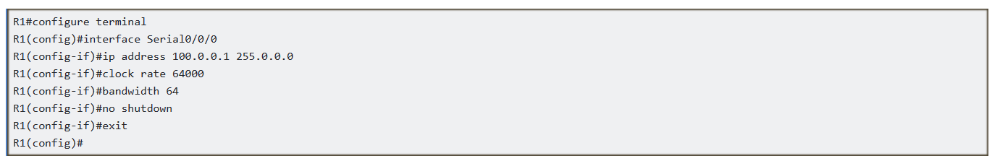 R1#configure terminal
R1(config)#interface Serial0/0/0
R1(config-if)#ip address 100.0.0.1 255.0.0.0
R1(config-if)#clock rate 64000
R1(config-if)#bandwidth 64
R1(config-if)#no shutdown
R1(config-if)#exit
R1(config)#